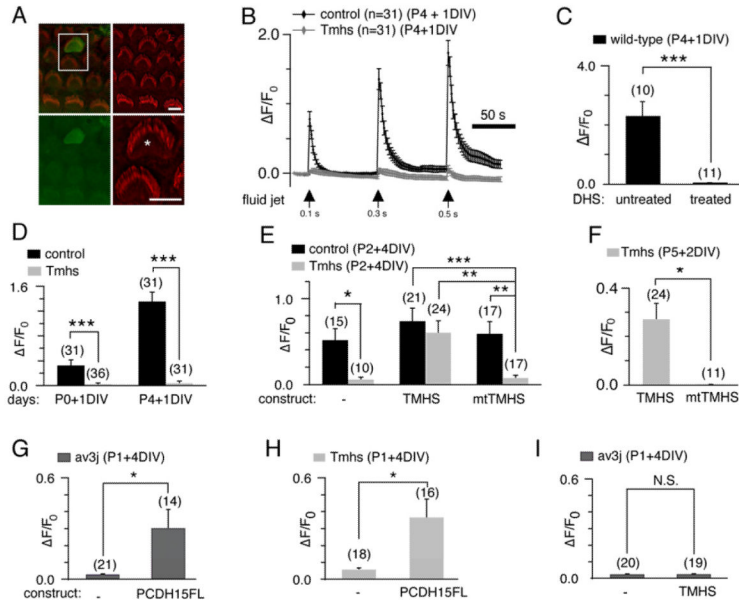 A
*
B
control (n=31) (P4 + 1DIV)
Tmhs (n=31) (P4+1DIV
2.0
ΔF/F0
0.0
50 s
fluid jet
0.1 s
0.3 s
0.5 s
C
wild-type (P4+1DIV)
4.0
***
(10)
(11)
ΔF/F0
0.0
DHS: untreated treated
D
control
Tmhs
1.6
***
(31)
***
(31)
(36)
(31)
ΔF/F0
0.0
days: P0+1DIV P4+1DIV
E
control (P2+4DIV)
Tmhs (P2+4DIV)
***
**
1.0
*
(21)
(24)
**
(15)
(17)
(10)
(17)
ΔF/F0
0.0
construct: - TMHS mtTMHS
F
Tmhs (P5+2DIV)
*
0.4
(24)
(11)
ΔF/F0
0.0
TMHS mtTMHS
G
av3j (P1+4DIV)
0.6
*
(14)
(21)
ΔF/F0
0.0
construct: - PCDH15FL
H
Tmhs (P1+4DIV)
0.6
*
(16)
(18)
ΔF/F0
0.0
- PCDH15FL
I
av3j (P1+4DIV)
0.6
N.S.
(20)
(19)
ΔF/F0
0.0
- TMHS